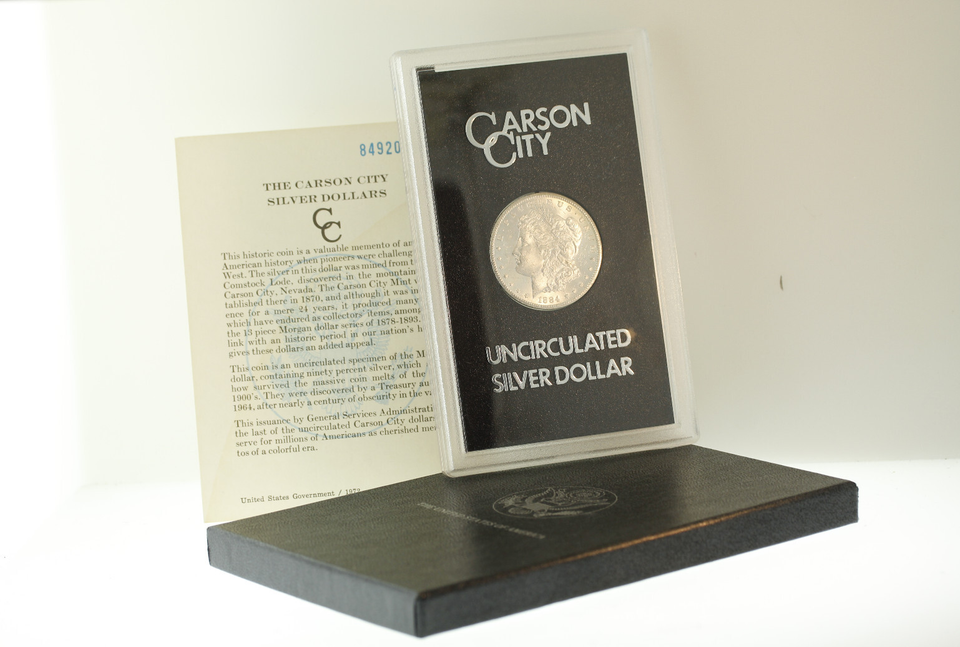 84920
THE CARSON CITY
SILVER DOLLARS
CC
This historic coin is a valuable memento of
American history when pioneers were challeng
West. The silver in this dollar was mined from
Comstock Lode, discovered in the mountain
Carson City, Nevada. The Carson City Mint
tablished there in 1870, and although it was in
ence for a mere 24 years, it produced many
which have endured as collectors' items, among
the 13 piece Morgan dollar series of 1878-1893.
link with an historic period in our nation's h
gives these dollars an added appeal.
This coin is an uncirculated specimen of the M
dollar, containing ninety percent silver, which
how survived the massive coin melts of the
1900's. They were discovered by a Treasury au
1964, after nearly a century of obscurity in the va
This issuance by General Services Administrati
the last of the uncirculated Carson City dollar
serve for millions of Americans as cherished me
tos of a colorful era.
United States Government / 1972
CARSON
CITY
1884
UNCIRCULATED
SILVER DOLLAR
THE UNITED STATES OF AMERICA